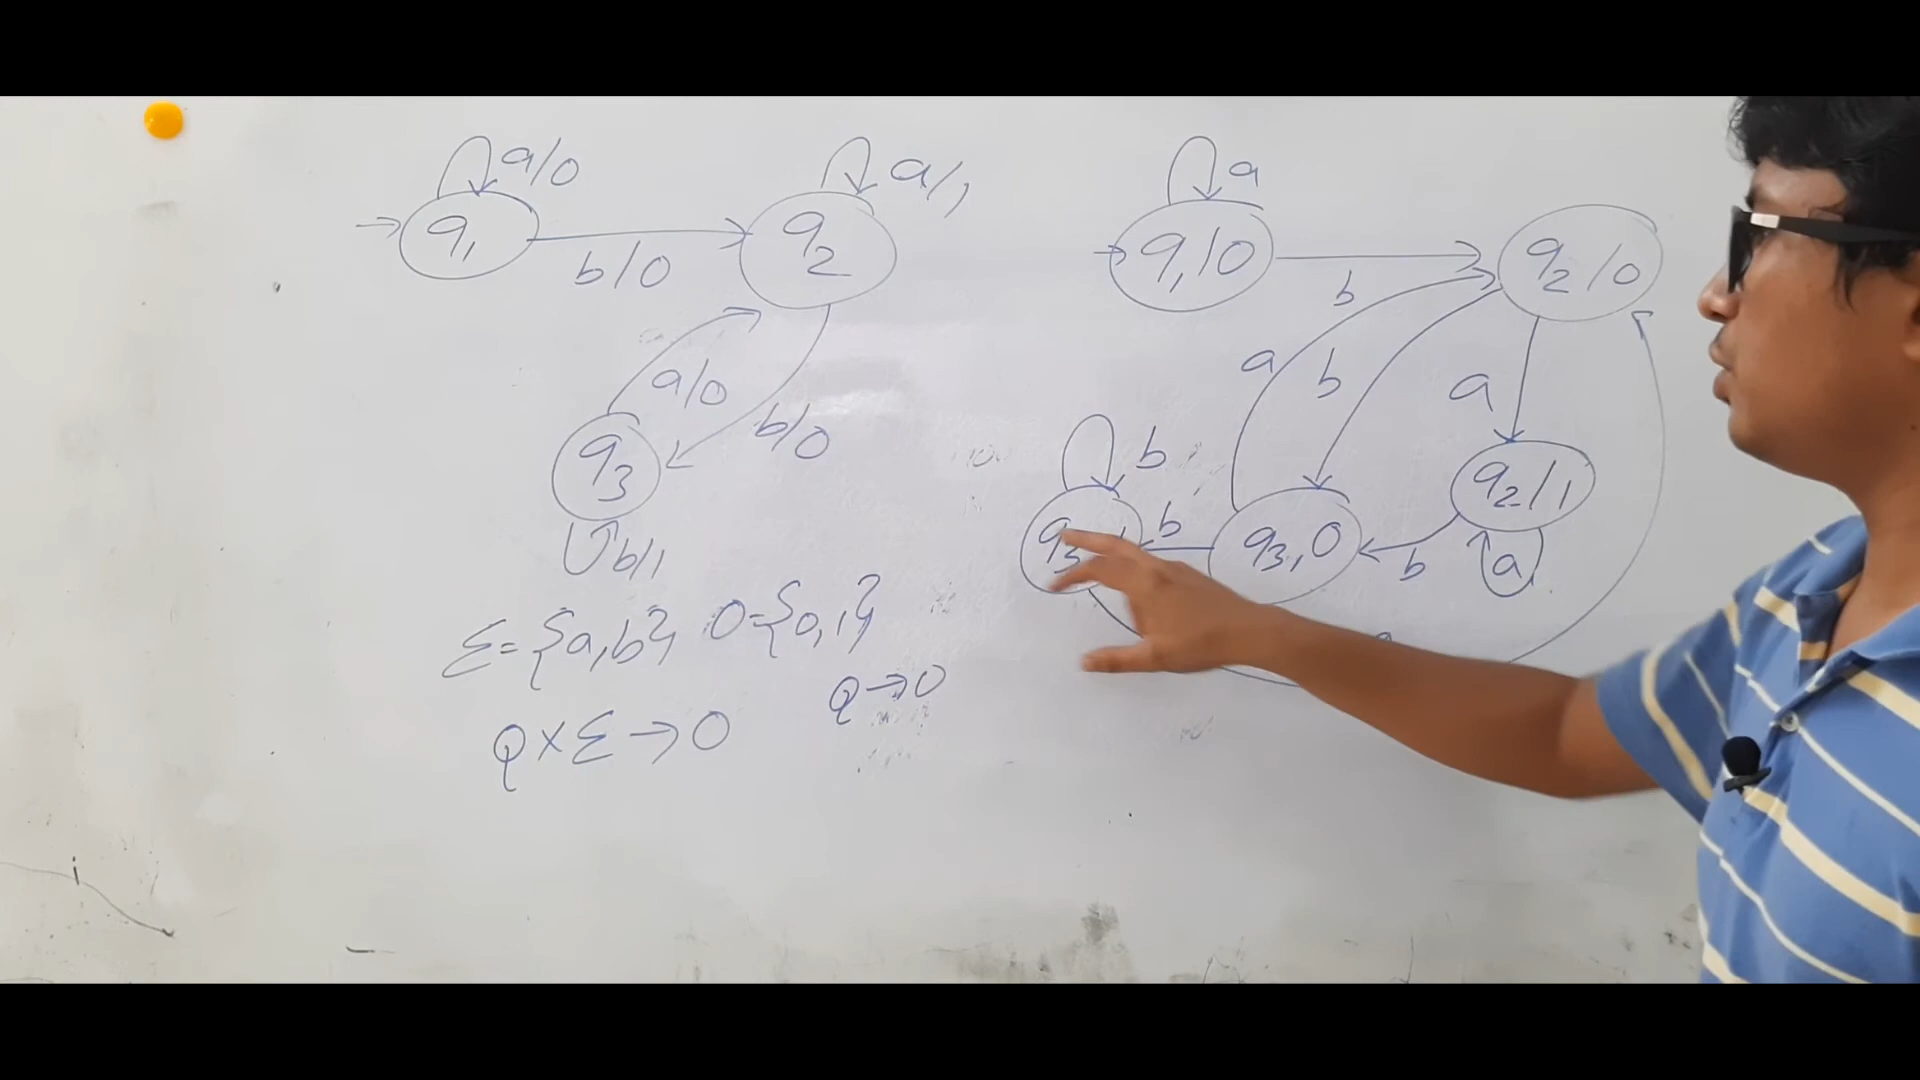 a/0
a/1
q1
b/0
q2
a/0
b/0
q3
b/1
Σ={a,b} O={0,1}
Q→O
Q×Σ→O
a
q1/0
b
q2/0
a
b
a
b
q2/1
b
q3,0
b
a
q3